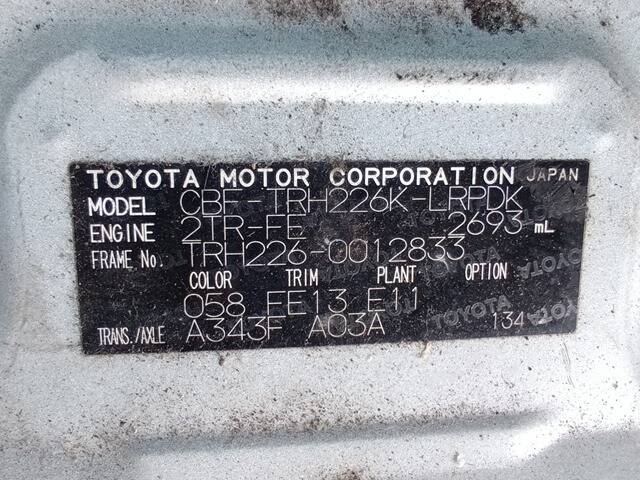 TOYOTA MOTOR CORPORATION JAPAN
MODEL CBF-TRH226K-LRPDK
ENGINE 2TR-FE 2693 mL
FRAME No. TRH226-0012833
COLOR TRIM PLANT OPTION
058 FE13 E11
TRANS./AXLE A343F A03A 134